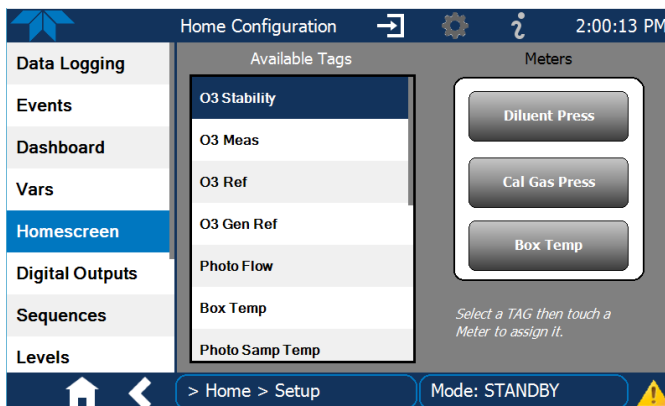 Home Configuration
2:00:13 PM
Data Logging
Events
Dashboard
Vars
Homescreen
Digital Outputs
Sequences
Levels
Available Tags
O3 Stability
O3 Meas
O3 Ref
O3 Gen Ref
Photo Flow
Box Temp
Photo Samp Temp
Meters
Diluent Press
Cal Gas Press
Box Temp
Select a TAG then touch a
Meter to assign it.
> Home > Setup
Mode: STANDBY